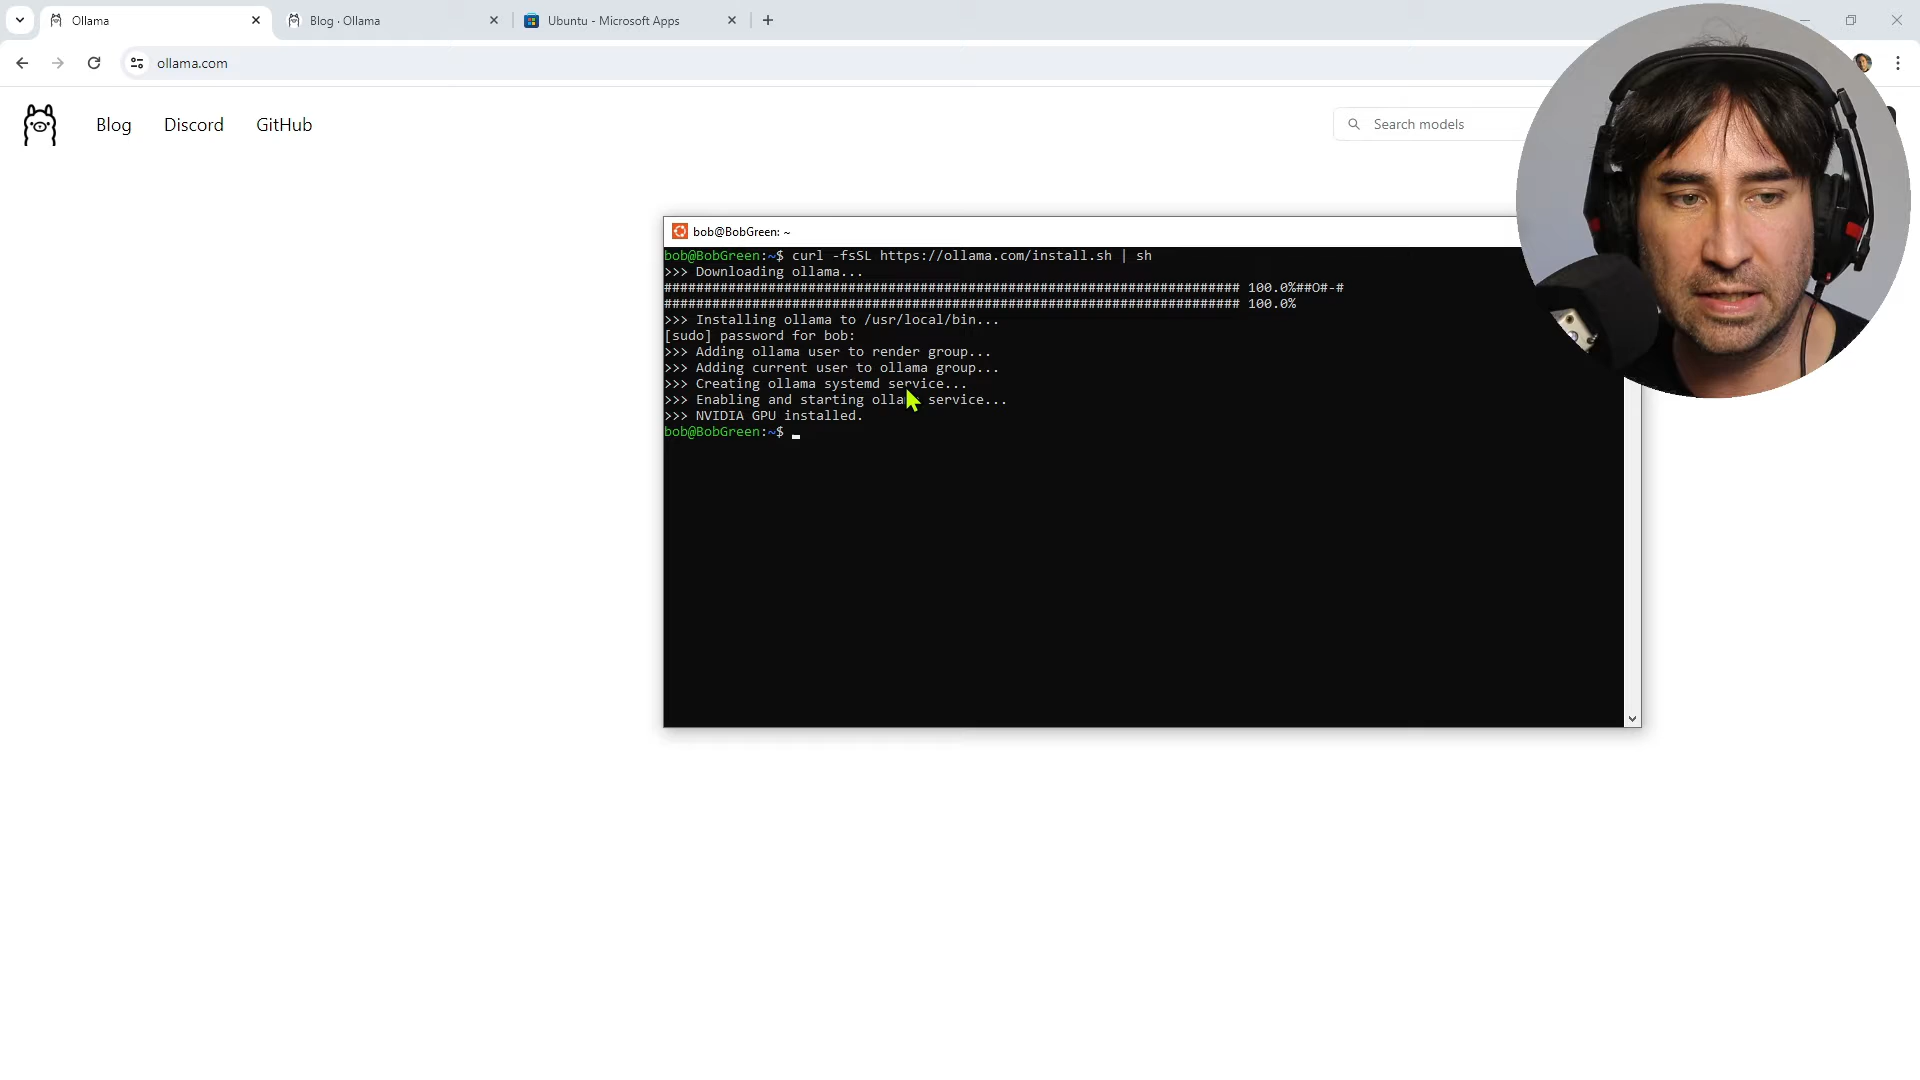 Ollama
Blog · Ollama
Ubuntu - Microsoft Apps
ollama.com
Blog
Discord
GitHub
Search models
bob@BobGreen: ~
bob@BobGreen:~$ curl -fsSL https://ollama.com/install.sh | sh
>>> Downloading ollama...
######################################################################## 100.0%##O#-#
######################################################################## 100.0%
>>> Installing ollama to /usr/local/bin...
[sudo] password for bob:
>>> Adding ollama user to render group...
>>> Adding current user to ollama group...
>>> Creating ollama systemd service...
>>> Enabling and starting ollama service...
>>> NVIDIA GPU installed.
bob@BobGreen:~$